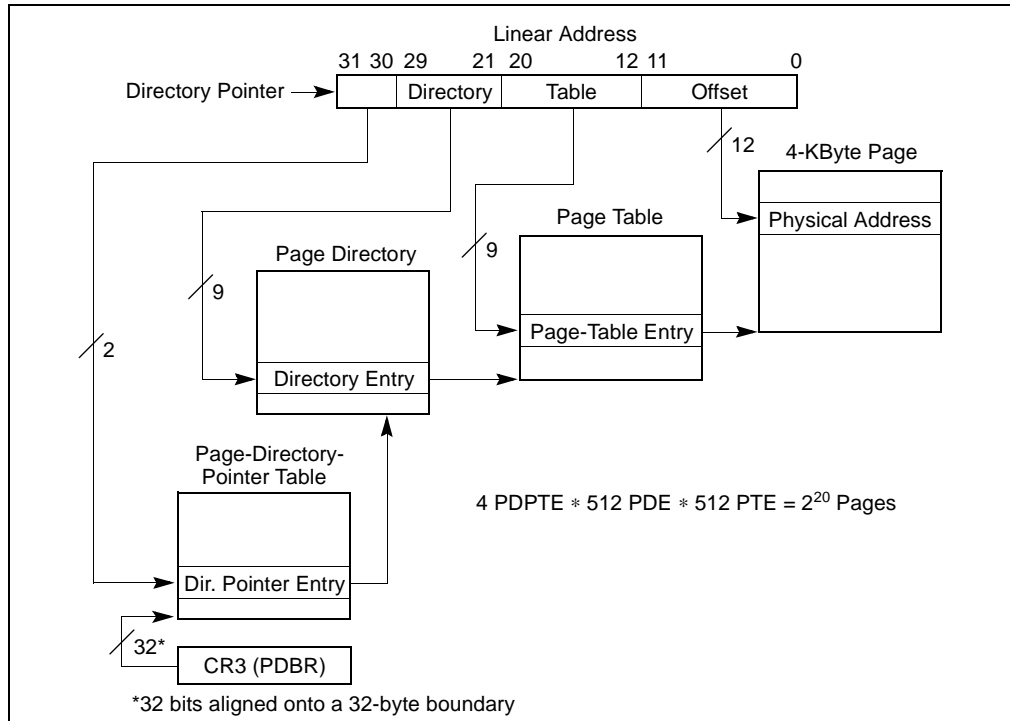 Linear Address
31 30 29 21 20 12 11 0
Directory Pointer Directory Table Offset
12
4-KByte Page
Physical Address
Page Table
9
Page-Table Entry
Page Directory
9
Directory Entry
2
Page-Directory-
Pointer Table
Dir. Pointer Entry
4 PDPTE ∗ 512 PDE ∗ 512 PTE = 2²⁰ Pages
32*
CR3 (PDBR)
*32 bits aligned onto a 32-byte boundary